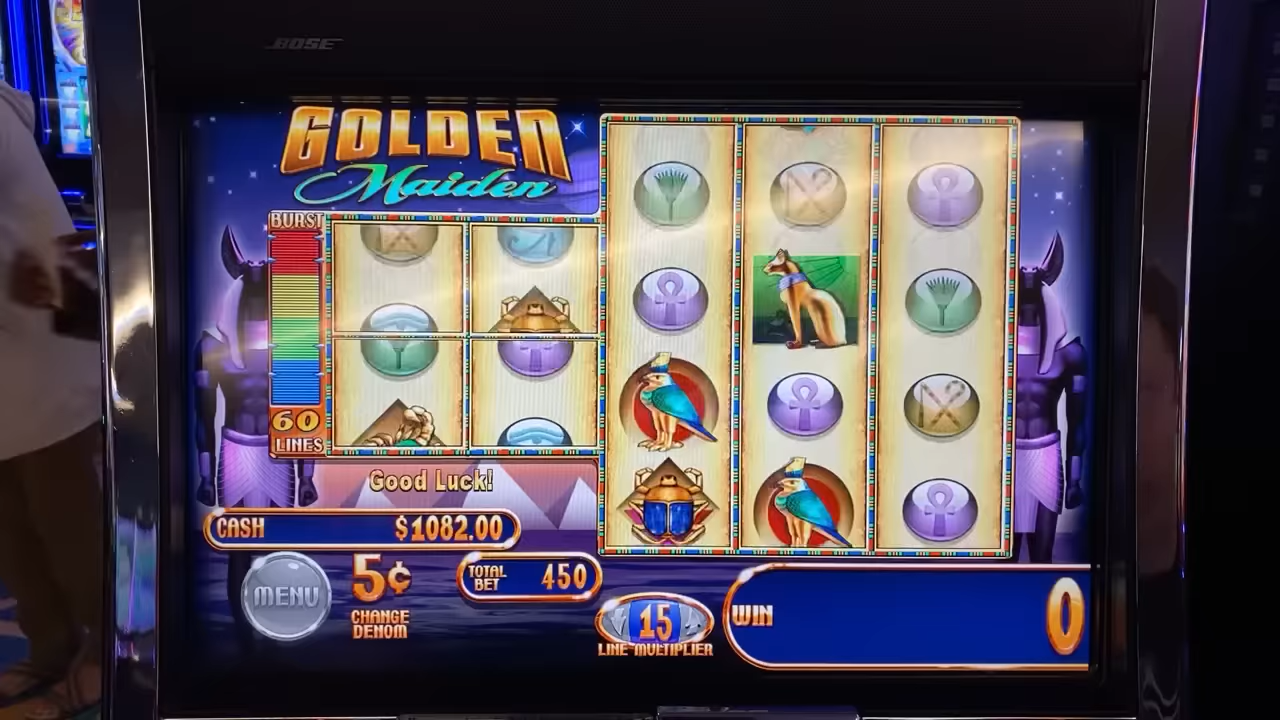 BOSE
GOLDEN
Maiden
BURST
60
LINES
Good Luck!
CASH $1082.00
MENU
5¢
CHANGE
DENOM
TOTAL
BET
450
15
LINE MULTIPLIER
WIN
0